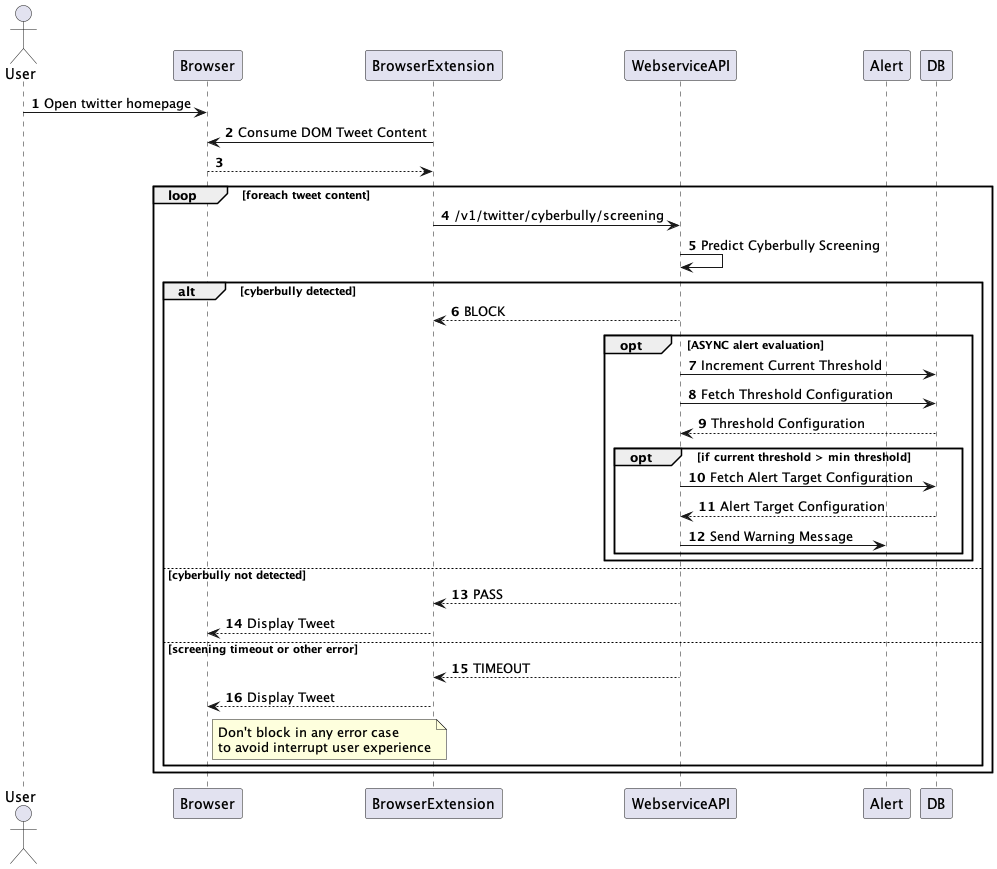 User
Browser
BrowserExtension
WebserviceAPI
Alert
DB
1 Open twitter homepage
2 Consume DOM Tweet Content
3
loop
[foreach tweet content]
4 /v1/twitter/cyberbully/screening
5 Predict Cyberbully Screening
alt
[cyberbully detected]
6 BLOCK
opt
[ASYNC alert evaluation]
7 Increment Current Threshold
8 Fetch Threshold Configuration
9 Threshold Configuration
opt
[if current threshold > min threshold]
10 Fetch Alert Target Configuration
11 Alert Target Configuration
12 Send Warning Message
[cyberbully not detected]
13 PASS
14 Display Tweet
[screening timeout or other error]
15 TIMEOUT
16 Display Tweet
Don't block in any error case
to avoid interrupt user experience
User
Browser
BrowserExtension
WebserviceAPI
Alert
DB